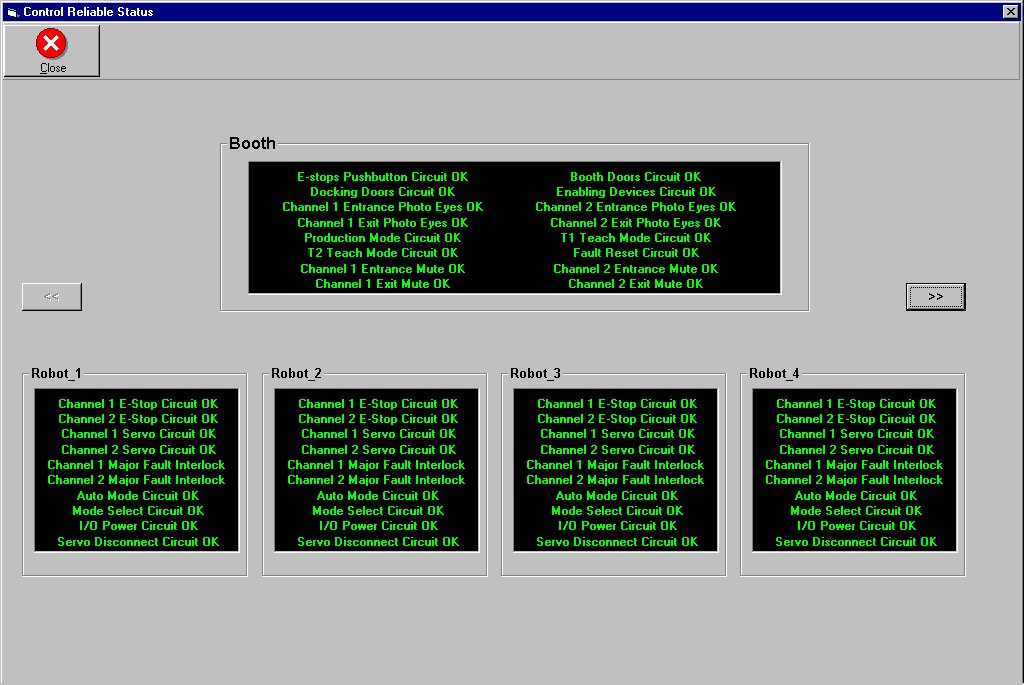 Control Reliable Status
Close
Booth
E-stops Pushbutton Circuit OK
Docking Doors Circuit OK
Channel 1 Entrance Photo Eyes OK
Channel 1 Exit Photo Eyes OK
Production Mode Circuit OK
T2 Teach Mode Circuit OK
Channel 1 Entrance Mute OK
Channel 1 Exit Mute OK
Booth Doors Circuit OK
Enabling Devices Circuit OK
Channel 2 Entrance Photo Eyes OK
Channel 2 Exit Photo Eyes OK
T1 Teach Mode Circuit OK
Fault Reset Circuit OK
Channel 2 Entrance Mute OK
Channel 2 Exit Mute OK
<<
>>
Robot_1
Channel 1 E-Stop Circuit OK
Channel 2 E-Stop Circuit OK
Channel 1 Servo Circuit OK
Channel 2 Servo Circuit OK
Channel 1 Major Fault Interlock
Channel 2 Major Fault Interlock
Auto Mode Circuit OK
Mode Select Circuit OK
I/O Power Circuit OK
Servo Disconnect Circuit OK
Robot_2
Channel 1 E-Stop Circuit OK
Channel 2 E-Stop Circuit OK
Channel 1 Servo Circuit OK
Channel 2 Servo Circuit OK
Channel 1 Major Fault Interlock
Channel 2 Major Fault Interlock
Auto Mode Circuit OK
Mode Select Circuit OK
I/O Power Circuit OK
Servo Disconnect Circuit OK
Robot_3
Channel 1 E-Stop Circuit OK
Channel 2 E-Stop Circuit OK
Channel 1 Servo Circuit OK
Channel 2 Servo Circuit OK
Channel 1 Major Fault Interlock
Channel 2 Major Fault Interlock
Auto Mode Circuit OK
Mode Select Circuit OK
I/O Power Circuit OK
Servo Disconnect Circuit OK
Robot_4
Channel 1 E-Stop Circuit OK
Channel 2 E-Stop Circuit OK
Channel 1 Servo Circuit OK
Channel 2 Servo Circuit OK
Channel 1 Major Fault Interlock
Channel 2 Major Fault Interlock
Auto Mode Circuit OK
Mode Select Circuit OK
I/O Power Circuit OK
Servo Disconnect Circuit OK